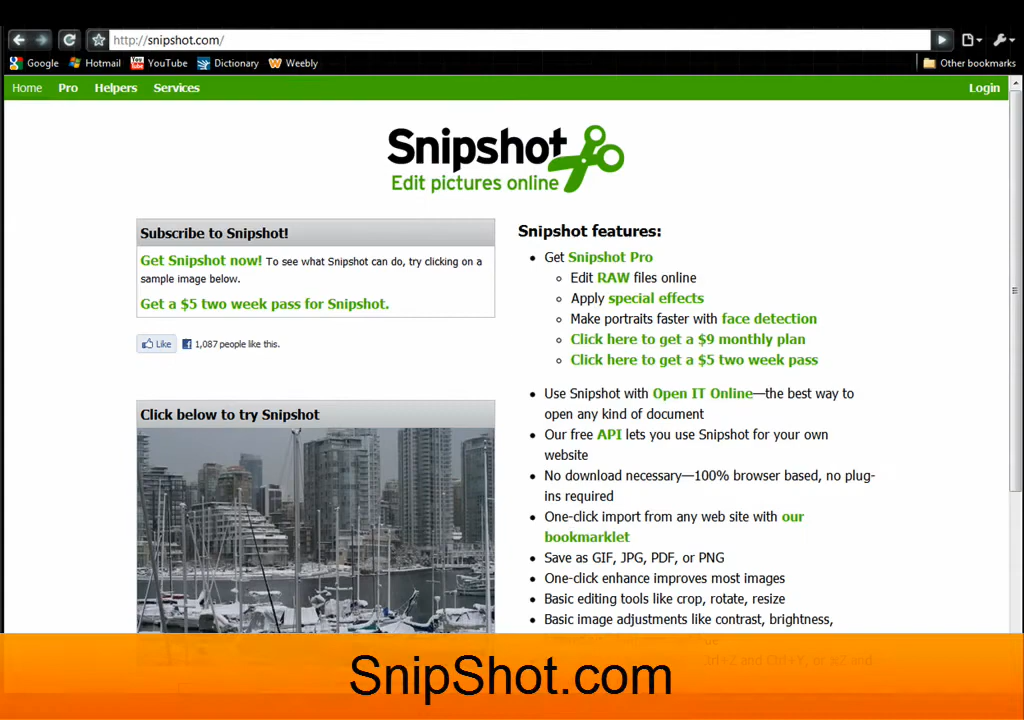 http://snipshot.com/
Google Hotmail YouTube Dictionary Weebly Other bookmarks
Home Pro Helpers Services Login
Snipshot
Edit pictures online
Subscribe to Snipshot!
Get Snipshot now! To see what Snipshot can do, try clicking on a
sample image below.
Get a $5 two week pass for Snipshot.
Like 1,087 people like this.
Click below to try Snipshot
Snipshot features:
Get Snipshot Pro
Edit RAW files online
Apply special effects
Make portraits faster with face detection
Click here to get a $9 monthly plan
Click here to get a $5 two week pass
Use Snipshot with Open IT Online—the best way to
open any kind of document
Our free API lets you use Snipshot for your own
website
No download necessary—100% browser based, no plug-
ins required
One-click import from any web site with our
bookmarklet
Save as GIF, JPG, PDF, or PNG
One-click enhance improves most images
Basic editing tools like crop, rotate, resize
Basic image adjustments like contrast, brightness,
SnipShot.com